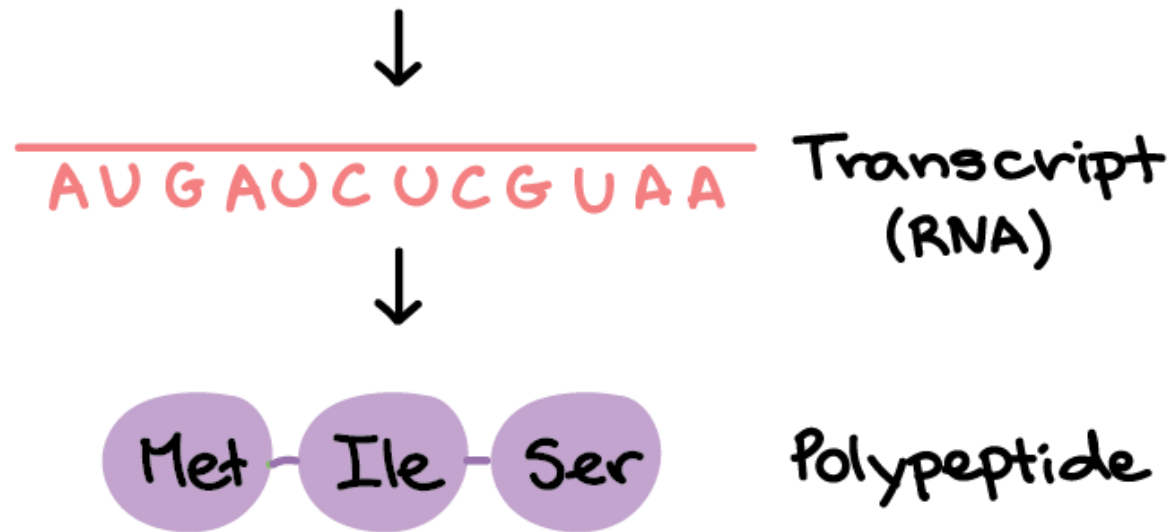 AUGAUCUCGUAA
Transcript
(RNA)
Met Ile Ser
Polypeptide